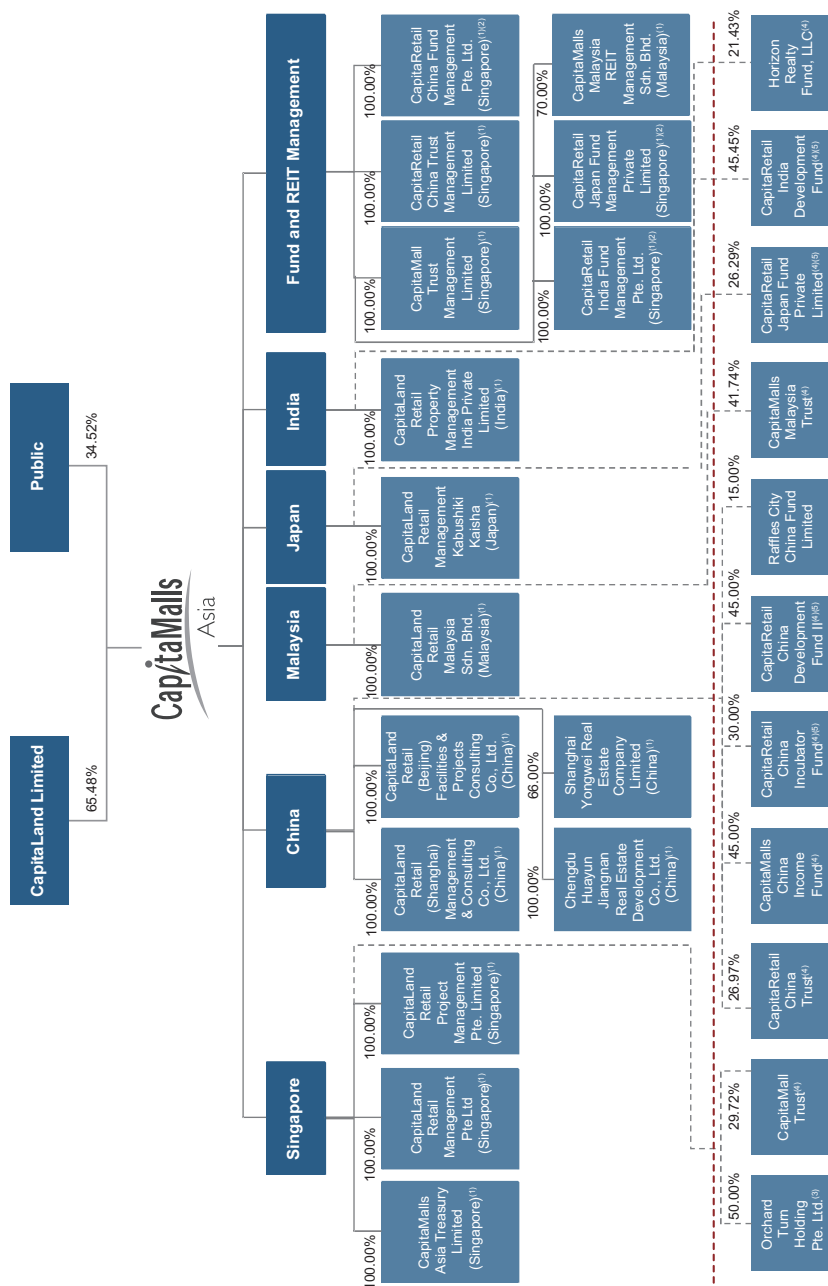 CapitaLand Limited
Public
65.48%
34.52%
CapitaMalls
Asia
Singapore
China
Malaysia
Japan
India
Fund and REIT Management
100.00%
CapitaMalls
Asia Treasury
Limited
(Singapore)(1)
100.00%
CapitaLand
Retail
Management
Pte Ltd
(Singapore)(1)
100.00%
CapitaLand
Retail
Project
Management
Pte. Limited
(Singapore)(1)
100.00%
CapitaLand
Retail
(Shanghai)
Management
& Consulting
Co., Ltd.
(China)(1)
100.00%
CapitaLand
Retail
(Beijing)
Facilities &
Projects
Consulting
Co., Ltd.
(China)(1)
100.00%
CapitaLand
Retail
Malaysia
Sdn. Bhd.
(Malaysia)(1)
100.00%
CapitaLand
Retail
Management
Kabushiki
Kaisha
(Japan)(1)
100.00%
CapitaLand
Retail
Property
Management
India Private
Limited
(India)(1)
100.00%
CapitaMall
Trust
Management
Limited
(Singapore)(1)
100.00%
CapitaRetail
China Trust
Management
Limited
(Singapore)(1)
100.00%
CapitaRetail
China Fund
Management
Pte. Ltd.
(Singapore)(1)(2)
100.00%
Chengdu
Huayun
Jiangnan
Real Estate
Development
Co., Ltd.
(China)(1)
66.00%
Shanghai
Yongwei Real
Estate
Company
Limited
(China)(1)
100.00%
CapitaRetail
India Fund
Management
Pte. Ltd.
(Singapore)(1)(2)
100.00%
CapitaRetail
Japan Fund
Management
Private
Limited
(Singapore)(1)(2)
70.00%
CapitaMalls
Malaysia
REIT
Management
Sdn. Bhd.
(Malaysia)(1)
50.00%
Orchard
Turn
Holding
Pte. Ltd.(3)
29.72%
CapitaMall
Trust(4)
26.97%
CapitaRetail
China
Trust(4)
45.00%
CapitaMalls
China
Income
Fund(4)
30.00%
CapitaRetail
China
Incubator
Fund(4)(5)
45.00%
CapitaRetail
China
Development
Fund II(4)(5)
15.00%
Raffles City
China Fund
Limited
41.74%
CapitaMalls
Malaysia
Trust(4)
26.29%
CapitaRetail
Japan Fund
Private
Limited(4)(5)
45.45%
CapitaRetail
India
Development
Fund(4)(5)
21.43%
Horizon
Realty
Fund, LLC(4)